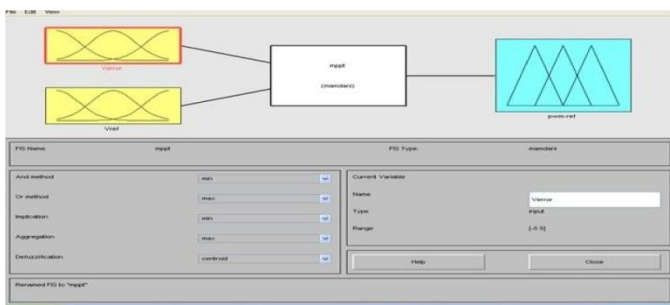 File Edit View
Verror
Vref
mppt
(mamdani)
pwm-ref
FIS Name: mppt FIS Type: mamdani
And method min
Or method max
Implication min
Aggregation max
Defuzzification centroid
Current Variable
Name Verror
Type input
Range [-5 5]
Help Close
Renamed FIS to "mppt"